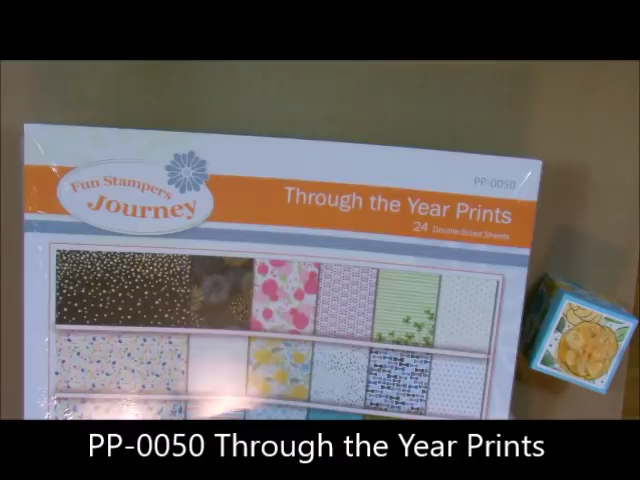 PP-0050
Fun Stampers
Journey
Through the Year Prints
24 Double-Sided Sheets
PP-0050 Through the Year Prints